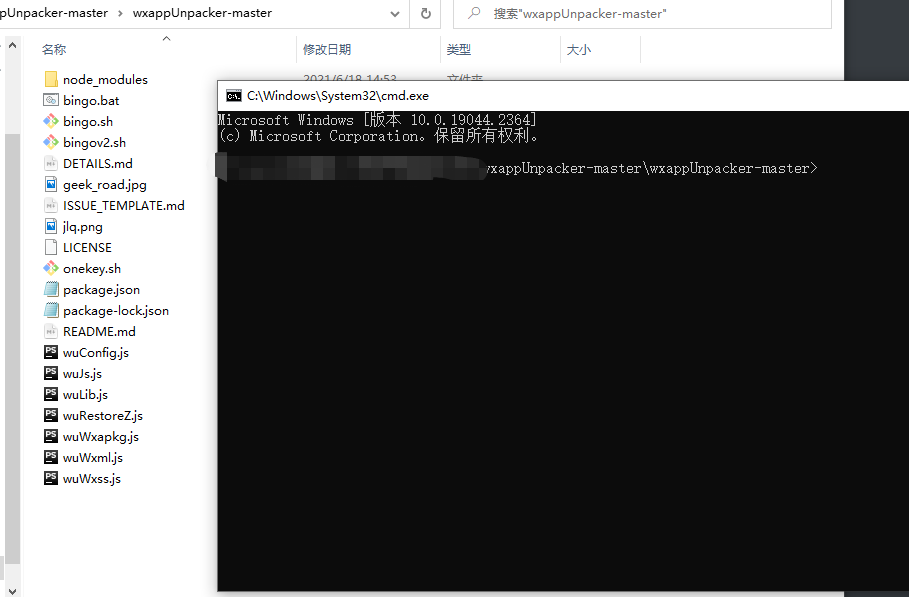 pUnpacker-master › wxappUnpacker-master
搜索"wxappUnpacker-master"
名称 修改日期 类型 大小
node_modules 2021/6/18 14:53 文件夹
bingo.bat
bingo.sh
bingov2.sh
DETAILS.md
geek_road.jpg
ISSUE_TEMPLATE.md
jlq.png
LICENSE
onekey.sh
package.json
package-lock.json
README.md
wuConfig.js
wuJs.js
wuLib.js
wuRestoreZ.js
wuWxapkg.js
wuWxml.js
wuWxss.js
C:\Windows\System32\cmd.exe
Microsoft Windows [版本 10.0.19044.2364]
(c) Microsoft Corporation。保留所有权利。
wxappUnpacker-master\wxappUnpacker-master>